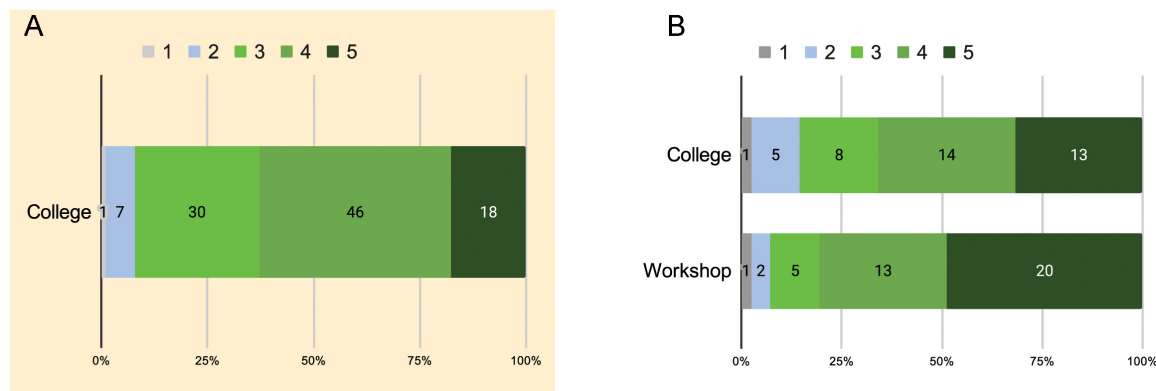 A
1 2 3 4 5
College 1 7 30 46 18
0% 25% 50% 75% 100%
B
1 2 3 4 5
College 1 5 8 14 13
Workshop 1 2 5 13 20
0% 25% 50% 75% 100%